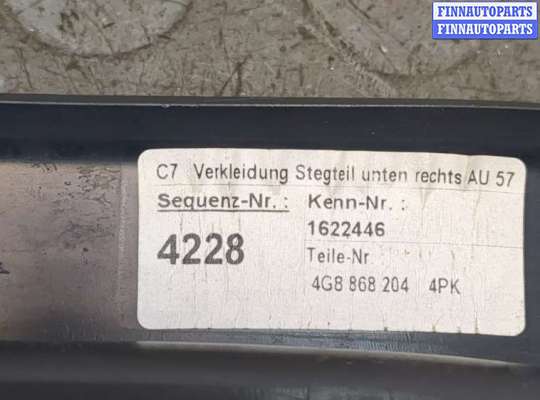 FINNAUTOPARTS
FINNAUTOPARTS
C7 Verkleidung Stegteil unten rechts AU 57
Sequenz-Nr. : Kenn-Nr. :
4228 1622446
Teile-Nr
4G8 868 204 4PK